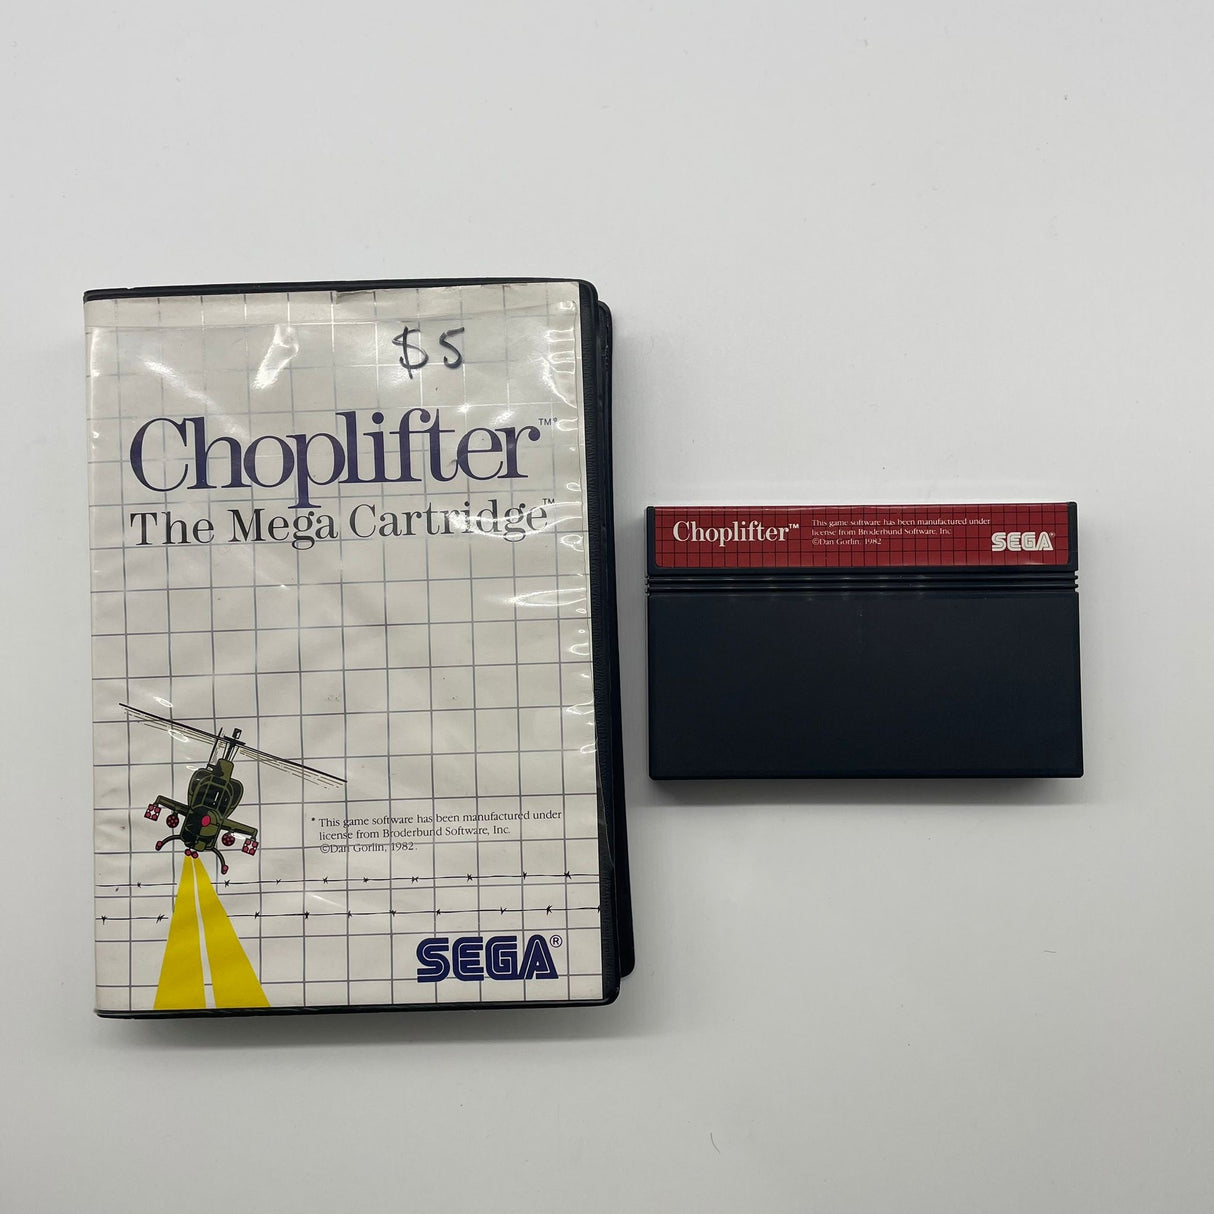 $5
Choplifter™*
The Mega Cartridge™
* This game software has been manufactured under
license from Broderbund Software, Inc.
©Dan Gorlin, 1982.
SEGA®
Choplifter™
This game software has been manufactured under
license from Broderbund Software, Inc.
©Dan Gorlin, 1982
SEGA®